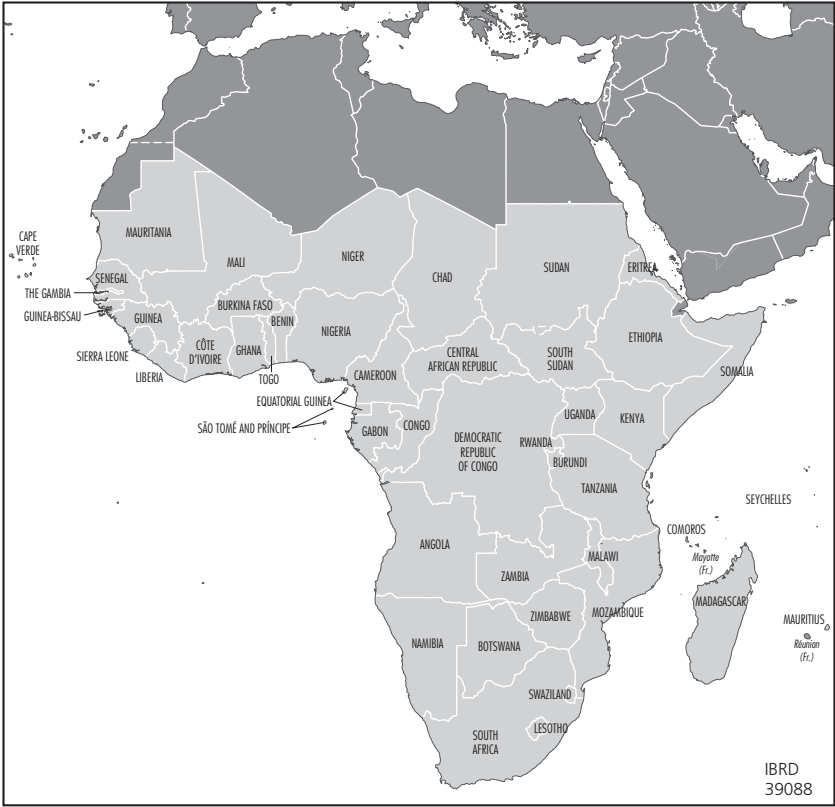 CAPE
VERDE
MAURITANIA
MALI
NIGER
CHAD
SUDAN
ERITREA
SENEGAL
THE GAMBIA
GUINEA-BISSAU
GUINEA
BURKINA FASO
BENIN
NIGERIA
ETHIOPIA
SIERRA LEONE
LIBERIA
CÔTE
D'IVOIRE
GHANA
TOGO
CAMEROON
CENTRAL
AFRICAN REPUBLIC
SOUTH
SUDAN
SOMALIA
EQUATORIAL GUINEA
SÃO TOMÉ AND PRÍNCIPE
GABON
CONGO
DEMOCRATIC
REPUBLIC
OF CONGO
UGANDA
KENYA
RWANDA
BURUNDI
TANZANIA
SEYCHELLES
COMOROS
Mayotte
(Fr.)
ANGOLA
ZAMBIA
MALAWI
MOZAMBIQUE
MADAGASCAR
MAURITIUS
Réunion
(Fr.)
NAMIBIA
BOTSWANA
ZIMBABWE
SWAZILAND
LESOTHO
SOUTH
AFRICA
IBRD
39088